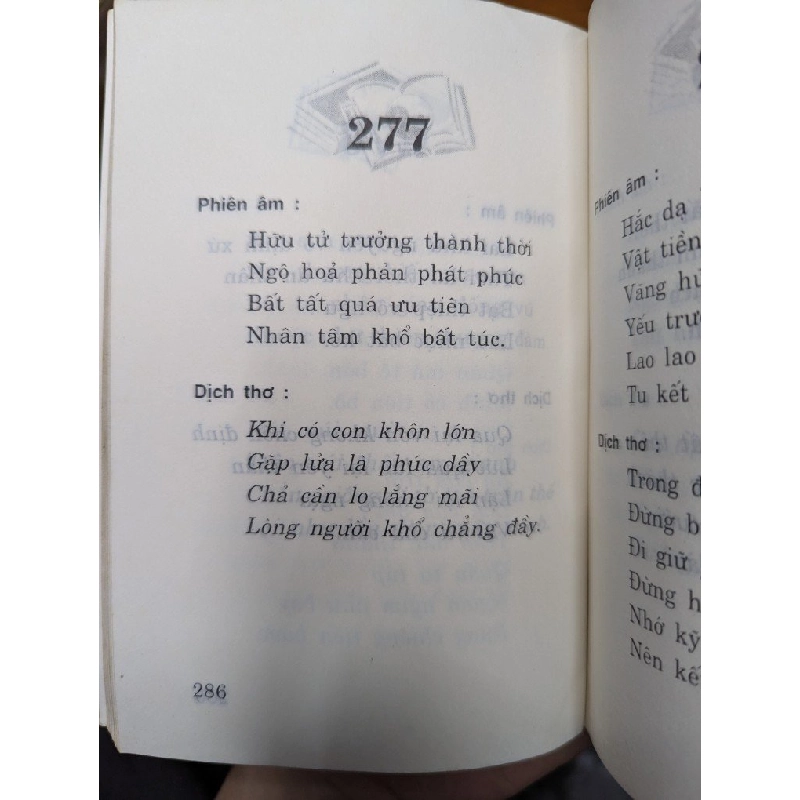 277
Phiên âm :
Hữu tử trưởng thành thời
Ngộ hoả phản phát phúc
Bất tất quá ưu tiên
Nhân tâm khổ bất túc.
Dịch thơ :
Khi có con khôn lớn
Gặp lửa là phúc dầy
Chả cần lo lắng mãi
Lòng người khổ chẳng đầy.
286
Phiên âm :
Hắc dạ
Vật tiền
Vãng
Yếu
Lao lao
Tu kết
Dịch thơ :
Trong
Đừng
Đi giữ
Đừng
Nhớ kỹ
Nên